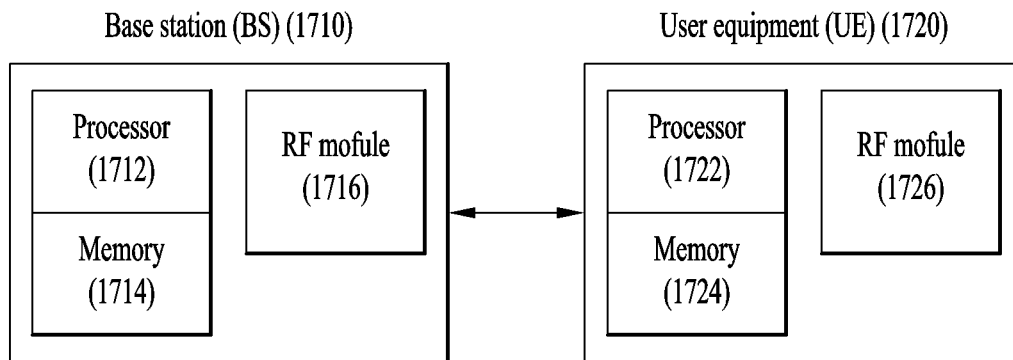 Base station (BS) (1710)
Processor
(1712)
Memory
(1714)
RF mofule
(1716)
User equipment (UE) (1720)
Processor
(1722)
Memory
(1724)
RF mofule
(1726)